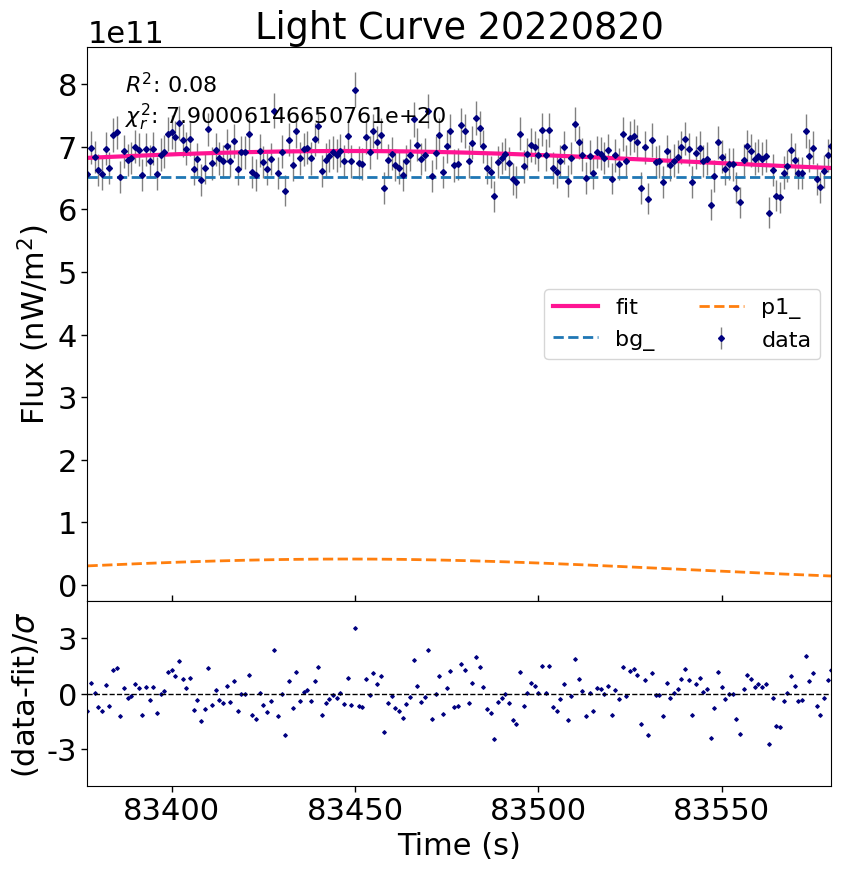 Light Curve 20220820
1e11
R²: 0.08
χ²ᵣ: 7.90006146650761e+20
8
7
6
5
4
3
2
1
0
Flux (nW/m²)
fit
bg_
p1_
data
3
0
-3
(data-fit)/σ
83400 83450 83500 83550
Time (s)